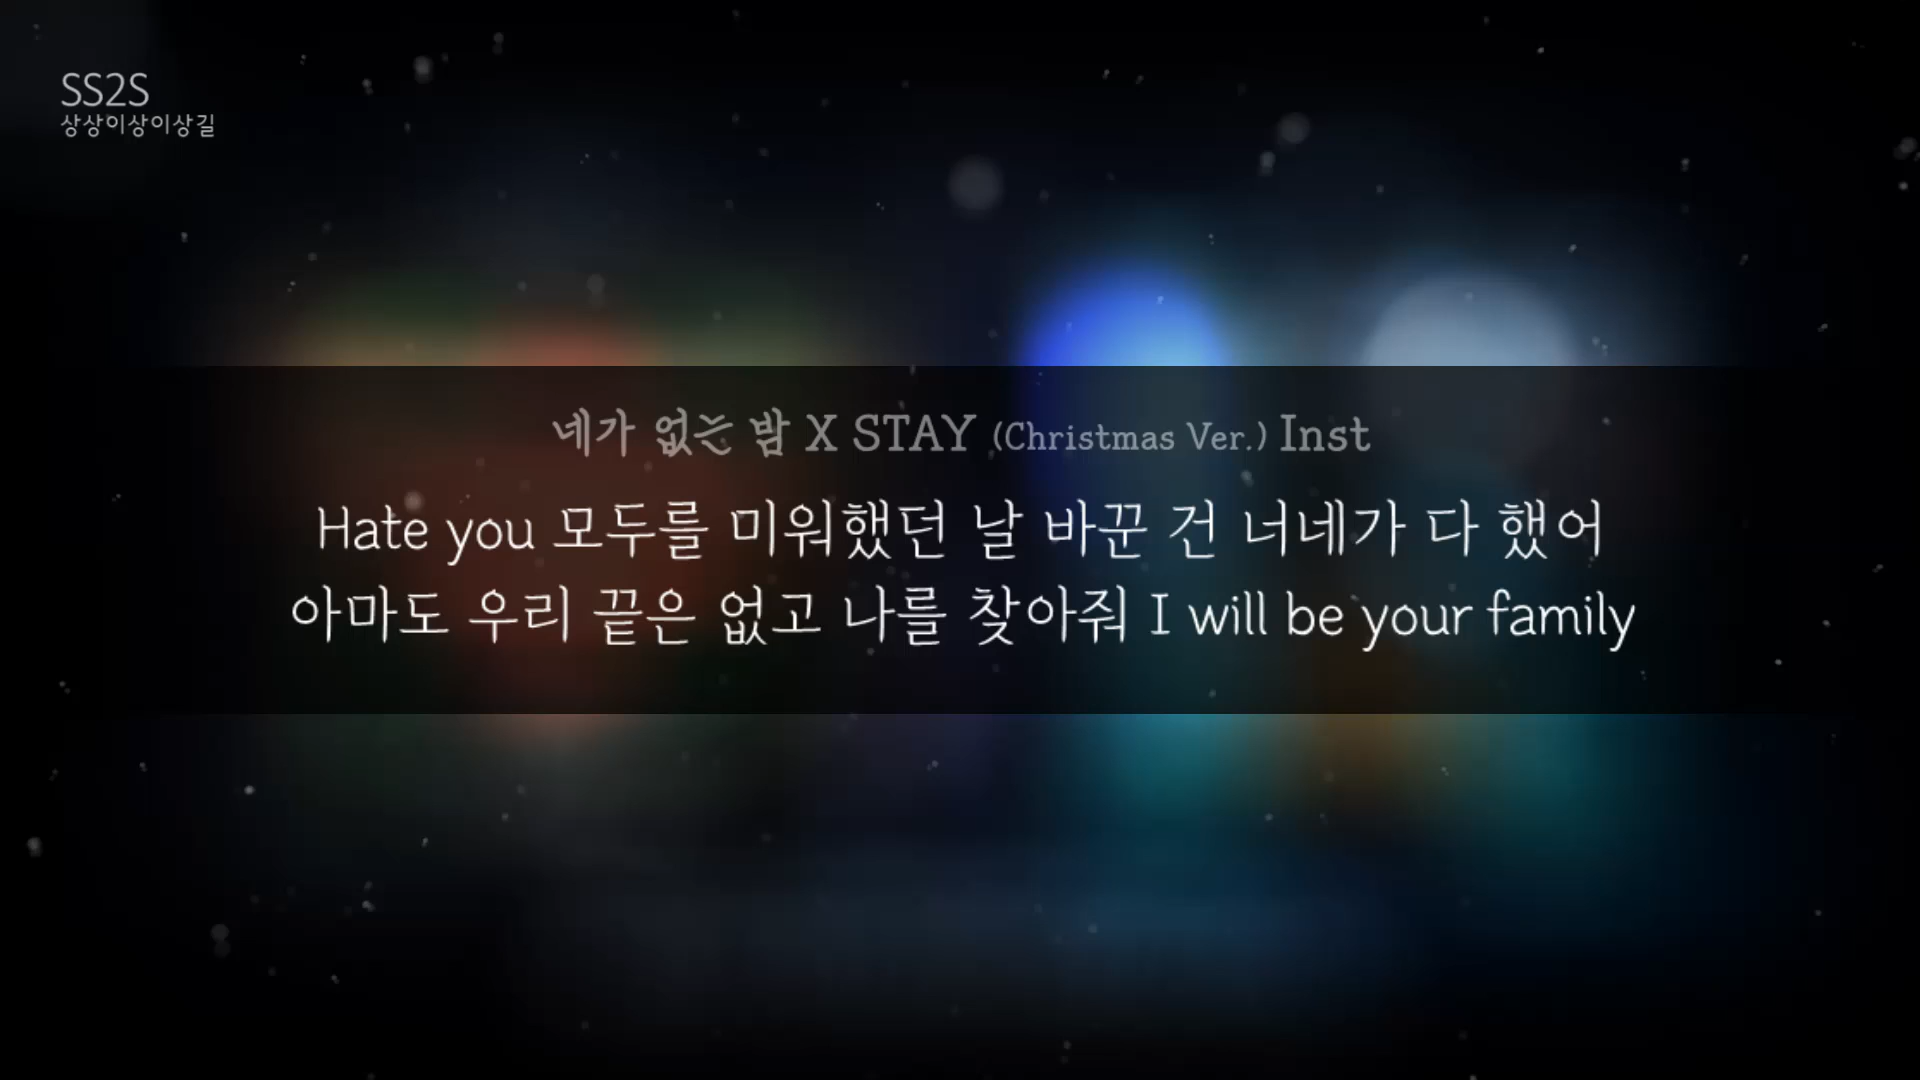 SS2S
상상이상이상길
네가 없는 밤 X STAY (Christmas Ver.) Inst
Hate you 모두를 미워했던 날 바꾼 건 너네가 다 했어
아마도 우리 끝은 없고 나를 찾아줘 I will be your family